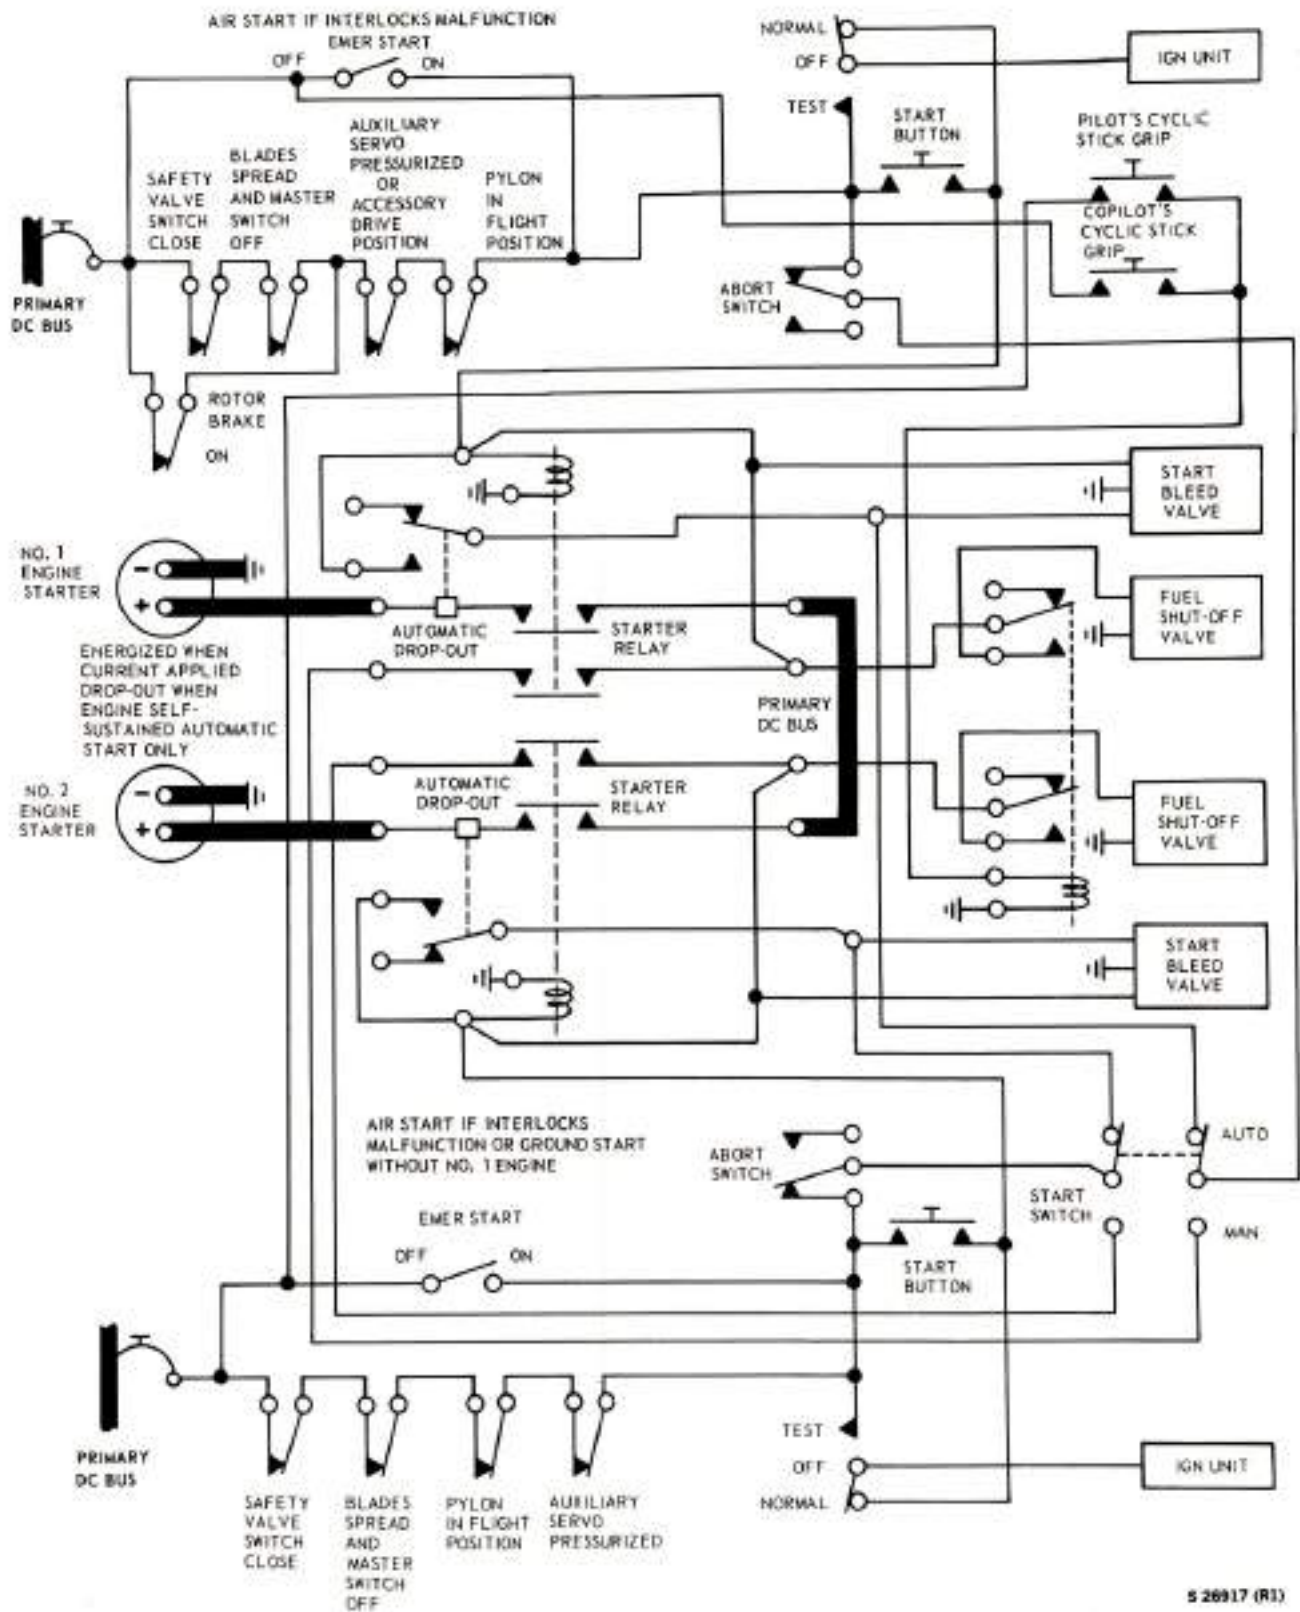 AIR START IF INTERLOCKS MALFUNCTION
EMER START
OFF
ON
NORMAL
OFF
TEST
IGN UNIT
START
BUTTON
PILOT'S CYCLIC
STICK GRIP
COPILOT'S
CYCLIC STICK
GRIP
SAFETY
VALVE
SWITCH
CLOSE
BLADES
SPREAD
AND MASTER
SWITCH
OFF
AUXILIARY
SERVO
PRESSURIZED
OR
ACCESSORY
DRIVE
POSITION
PYLON
IN
FLIGHT
POSITION
PRIMARY
DC BUS
ABORT
SWITCH
ROTOR
BRAKE
ON
START
BLEED
VALVE
NO. 1
ENGINE
STARTER
-
+
AUTOMATIC
DROP-OUT
STARTER
RELAY
FUEL
SHUT-OFF
VALVE
ENERGIZED WHEN
CURRENT APPLIED
DROP-OUT WHEN
ENGINE SELF-
SUSTAINED AUTOMATIC
START ONLY
PRIMARY
DC BUS
NO. 2
ENGINE
STARTER
-
+
AUTOMATIC
DROP-OUT
STARTER
RELAY
FUEL
SHUT-OFF
VALVE
START
BLEED
VALVE
AIR START IF INTERLOCKS
MALFUNCTION OR GROUND START
WITHOUT NO. 1 ENGINE
ABORT
SWITCH
AUTO
START
SWITCH
MAN
EMER START
OFF
ON
START
BUTTON
PRIMARY
DC BUS
TEST
OFF
NORMAL
IGN UNIT
SAFETY
VALVE
SWITCH
CLOSE
BLADES
SPREAD
AND
MASTER
SWITCH
OFF
PYLON
IN FLIGHT
POSITION
AUXILIARY
SERVO
PRESSURIZED
S 26917 (R1)